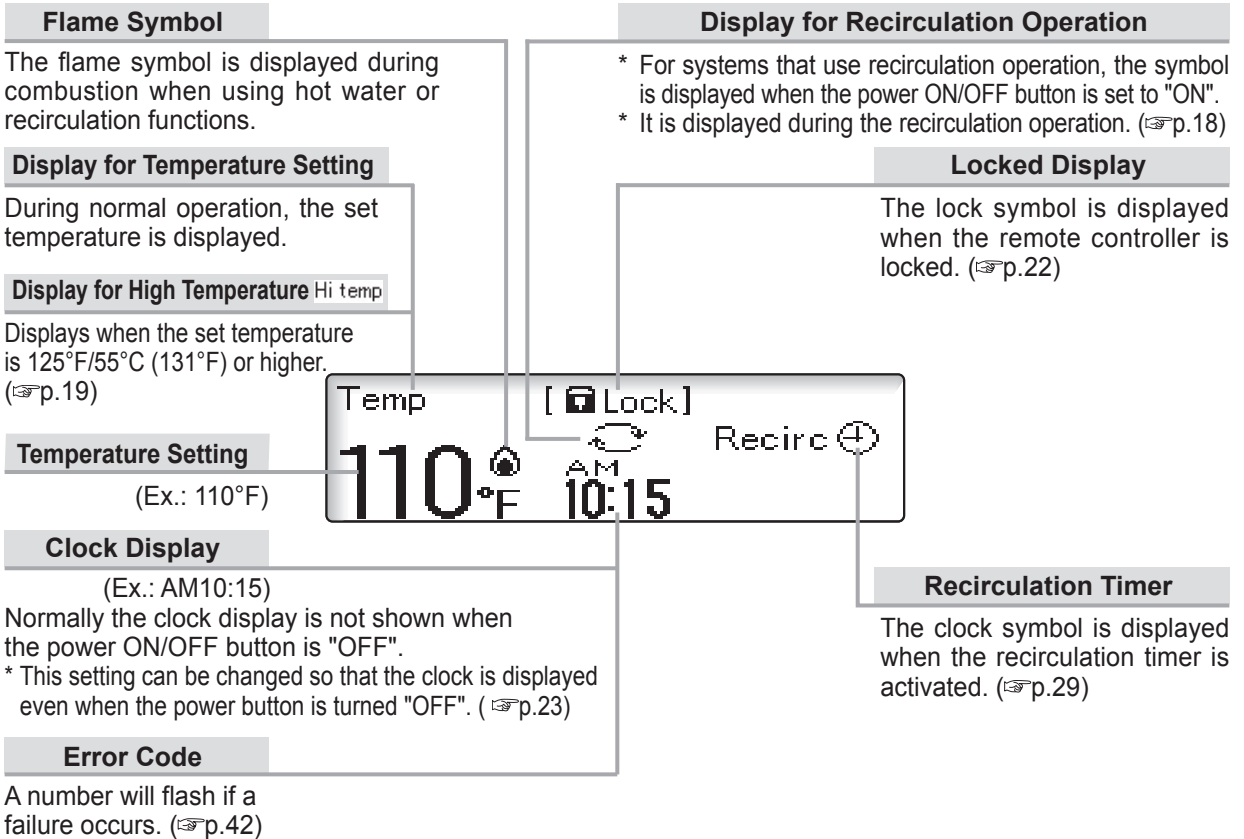 Flame Symbol
The flame symbol is displayed during
combustion when using hot water or
recirculation functions.
Display for Temperature Setting
During normal operation, the set
temperature is displayed.
Display for High Temperature Hi temp
Displays when the set temperature
is 125°F/55°C (131°F) or higher.
(☞p.19)
Temperature Setting
(Ex.: 110°F)
Clock Display
(Ex.: AM10:15)
Normally the clock display is not shown when
the power ON/OFF button is "OFF".
* This setting can be changed so that the clock is displayed
even when the power button is turned "OFF". ( ☞p.23)
Error Code
A number will flash if a
failure occurs. (☞p.42)
Temp [ Lock]
Recirc
110°F
AM
10:15
Display for Recirculation Operation
* For systems that use recirculation operation, the symbol
is displayed when the power ON/OFF button is set to "ON".
* It is displayed during the recirculation operation. (☞p.18)
Locked Display
The lock symbol is displayed
when the remote controller is
locked. (☞p.22)
Recirculation Timer
The clock symbol is displayed
when the recirculation timer is
activated. (☞p.29)